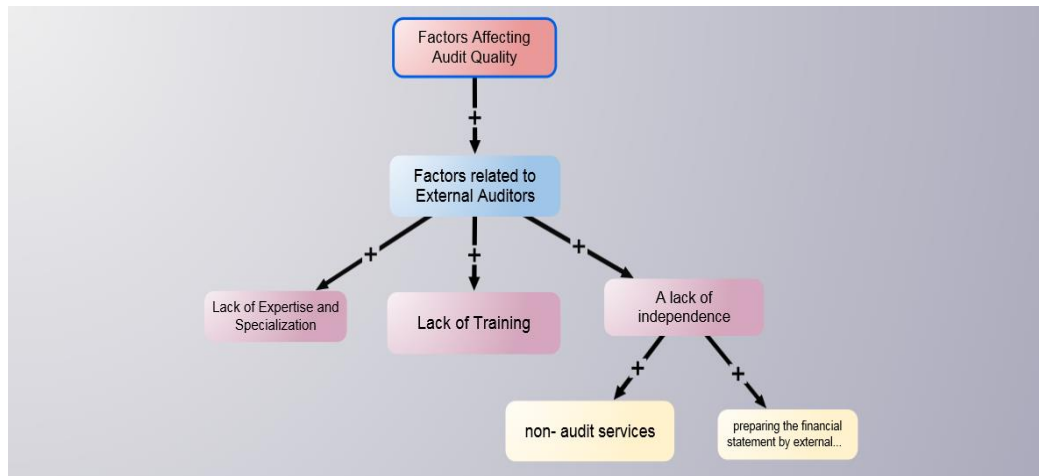 Factors Affecting
Audit Quality
+
Factors related to
External Auditors
+
+
+
Lack of Expertise and
Specialization
Lack of Training
A lack of
independence
+
+
non- audit services
preparing the financial
statement by external...